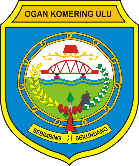 OGAN KOMERING ULU
SEBIMBING SEKUNDANG